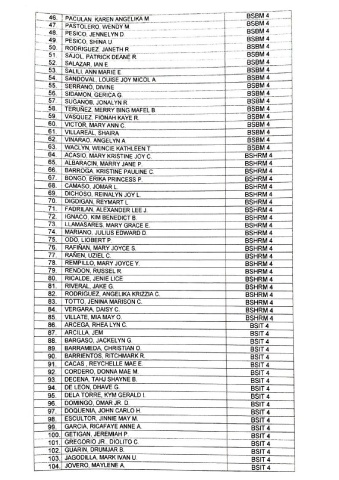 46. PACULAN, KAREN ANGELIKA M. BSBM 4
47. PASTOLERO, WENDY M. BSBM 4
48. PESICO, JENNELYN D. BSBM 4
49. PESICO, SHINA U. BSBM 4
50. RODRIGUEZ, JANETH R. BSBM 4
51. SAJOL, PATRICK DEANE R. BSBM 4
52. SALAZAR, IAN E. BSBM 4
53. SALILI, ANN MARIE E. BSBM 4
54. SANDOVAL, LOUISE JOY MICOL A. BSBM 4
55. SERRANO, DIVINE BSBM 4
56. SIDAMON, GERICA G. BSBM 4
57. SUGANOB, JONALYN R. BSBM 4
58. TERUÑEZ, MERRY BING MAFEL B. BSBM 4
59. VASQUEZ, FIONAH KAYE R. BSBM 4
60. VICTOR, MARY ANN C. BSBM 4
61. VILLAREAL, SHAIRA BSBM 4
62. VINARAO, ANGELYN A. BSBM 4
63. WACLYN, WENCIE KATHLEEN T. BSBM 4
64. ACASIO, MARY KRISTINE JOY C. BSHRM 4
65. ALBARACIN, MARRY JANE P. BSHRM 4
66. BARROGA, KRISTINE PAULINE C. BSHRM 4
67. BONGO, ERIKA PRINCESS P. BSHRM 4
68. CAMASO, JOMAR L. BSHRM 4
69. DICHOSO, REINALYN JOY L. BSHRM 4
70. DIGOIGAN, REYMART L. BSHRM 4
71. FADRILAN, ALEXANDER LEE J. BSHRM 4
72. IGNACO, KIM BENEDICT B. BSHRM 4
73. LLAMASARES, MARY GRACE E. BSHRM 4
74. MARIANO, JULIUS EDWARD D. BSHRM 4
75. ODO, LIOBERT P. BSHRM 4
76. RAFIÑAN, MARY JOYCE S. BSHRM 4
77. RAÑEN, UZIEL C. BSHRM 4
78. REMPILLO, MARY JOYCE Y. BSHRM 4
79. RENDON, RUSSEL R. BSHRM 4
80. RICALDE, JENIE LICE BSHRM 4
81. RIVERAL, JAKE G. BSHRM 4
82. RODRIGUEZ, ANGELIKA KRIZZIA C. BSHRM 4
83. TOTTO, JENINA MARISON C. BSHRM 4
84. VERGARA, DAISY C. BSHRM 4
85. VILLATE, MIA MAY O. BSHRM 4
86. ARCEGA, RHEA LYN C. BSIT 4
87. ARCILLA, JEM BSIT 4
88. BARGASO, JACKELYN G. BSIT 4
89. BARRAMEDA, CHRISTIAN O. BSIT 4
90. BARRIENTOS, RITCHMARK R. BSIT 4
91. CACAS, REYCHELLE MAE E. BSIT 4
92. CORDERO, DONNA MAE M. BSIT 4
93. DECENA, TAHU SHAYNE B. BSIT 4
94. DE LEON, DHAVE G. BSIT 4
95. DELA TORRE, KYM GERALD I. BSIT 4
96. DOMINGO, OMAR JR. D. BSIT 4
97. DOQUENIA, JOHN CARLO H. BSIT 4
98. ESCULTOR, JINNIE MAY M. BSIT 4
99. GARCIA, RICAFAYE ANNE A. BSIT 4
100. GETIGAN, JEREMIAH P. BSIT 4
101. GREGORIO JR., DIOLITO C. BSIT 4
102. GUARIN, DRUMJAR B. BSIT 4
103. JAGODILLA, MARK IVAN U. BSIT 4
104. JOVERO, MAYLENE A. BSIT 4